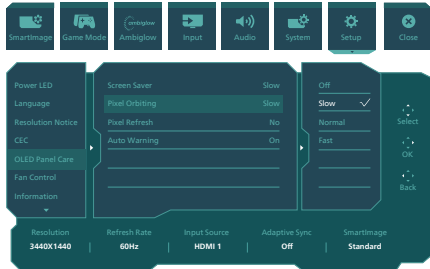 SmartImage
Game Mode
ambiglow
Ambiglow
Input
Audio
System
Setup
Close
Power LED
Language
Resolution Notice
CEC
OLED Panel Care
Fan Control
Information
Screen Saver Slow
Pixel Orbiting Slow
Pixel Refresh No
Auto Warning On
Off
Slow
Normal
Fast
Select
OK
Back
Resolution Refresh Rate Input Source Adaptive Sync SmartImage
3440X1440 | 60Hz | HDMI 1 | Off | Standard